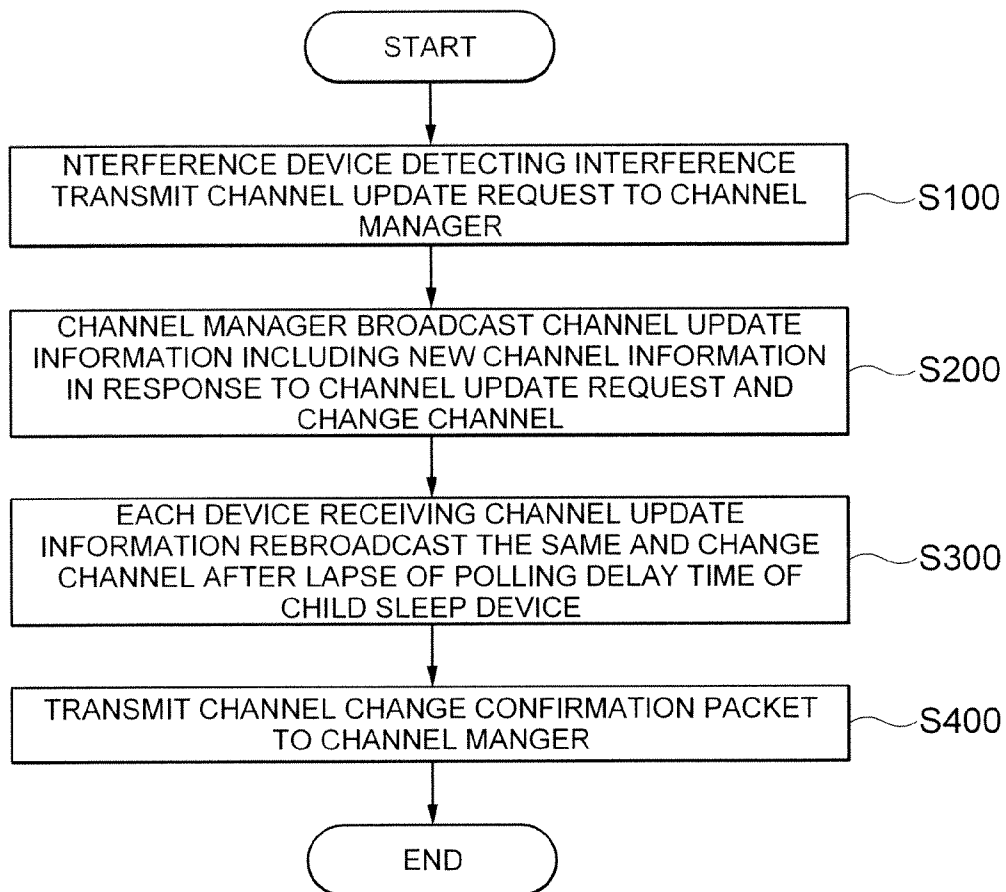 START
NTERFERENCE DEVICE DETECTING INTERFERENCE
TRANSMIT CHANNEL UPDATE REQUEST TO CHANNEL
MANAGER
S100
CHANNEL MANAGER BROADCAST CHANNEL UPDATE
INFORMATION INCLUDING NEW CHANNEL INFORMATION
IN RESPONSE TO CHANNEL UPDATE REQUEST AND
CHANGE CHANNEL
S200
EACH DEVICE RECEIVING CHANNEL UPDATE
INFORMATION REBROADCAST THE SAME AND CHANGE
CHANNEL AFTER LAPSE OF POLLING DELAY TIME OF
CHILD SLEEP DEVICE
S300
TRANSMIT CHANNEL CHANGE CONFIRMATION PACKET
TO CHANNEL MANGER
S400
END